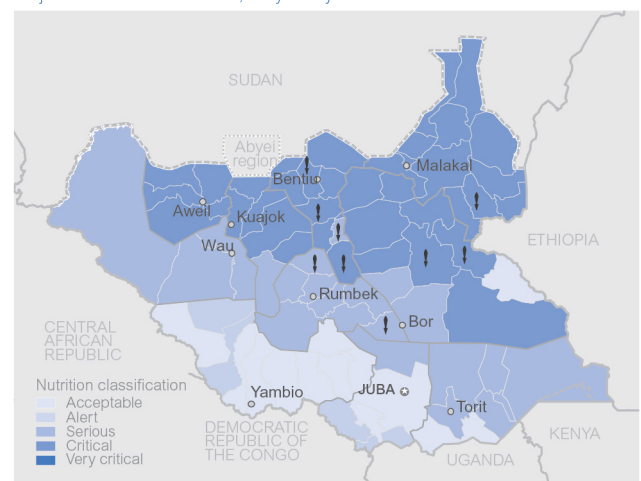 SUDAN
Abyei
region
Malakal
Bentiu
Aweil
Kuajok
Wau
ETHIOPIA
Rumbek
Bor
CENTRAL
AFRICAN
REPUBLIC
Nutrition classification
Acceptable
Alert
Serious
Critical
Very critical
Yambio
JUBA
Torit
DEMOCRATIC
REPUBLIC OF
THE CONGO
KENYA
UGANDA